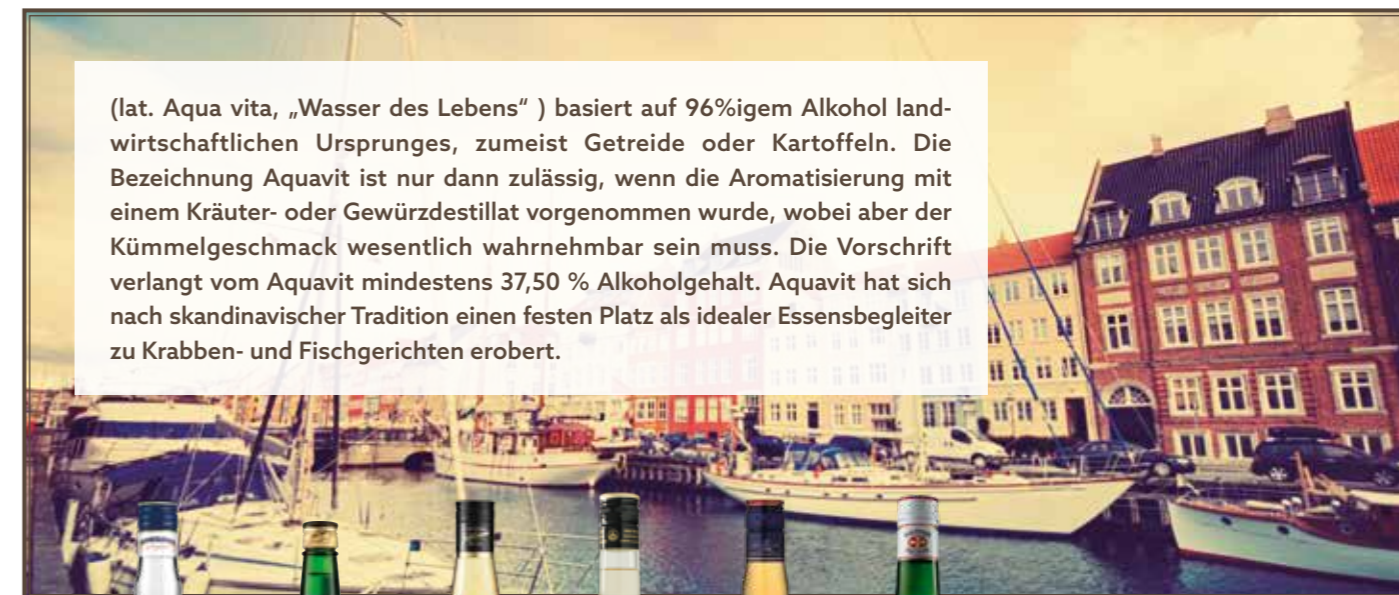 (lat. Aqua vita, „Wasser des Lebens“ ) basiert auf 96%igem Alkohol land-
wirtschaftlichen Ursprunges, zumeist Getreide oder Kartoffeln. Die
Bezeichnung Aquavit ist nur dann zulässig, wenn die Aromatisierung mit
einem Kräuter- oder Gewürzdestillat vorgenommen wurde, wobei aber der
Kümmelgeschmack wesentlich wahrnehmbar sein muss. Die Vorschrift
verlangt vom Aquavit mindestens 37,50 % Alkoholgehalt. Aquavit hat sich
nach skandinavischer Tradition einen festen Platz als idealer Essensbegleiter
zu Krabben- und Fischgerichten erobert.